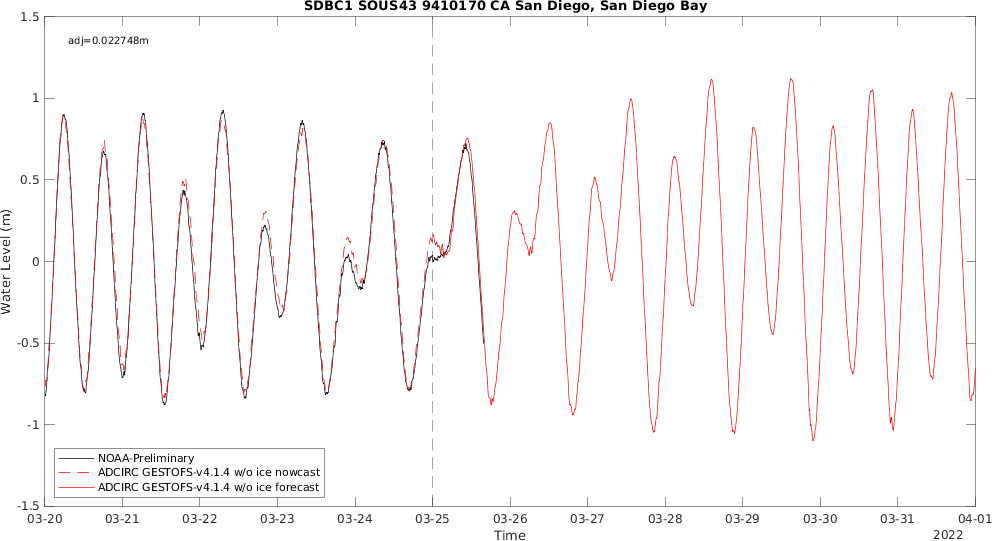 SDBC1 SOUS43 9410170 CA San Diego, San Diego Bay
adj=0.022748m
1.5
1
0.5
0
-0.5
-1
-1.5
Water Level (m)
NOAA-Preliminary
ADCIRC GESTOFS-v4.1.4 w/o ice nowcast
ADCIRC GESTOFS-v4.1.4 w/o ice forecast
03-20 03-21 03-22 03-23 03-24 03-25 03-26 03-27 03-28 03-29 03-30 03-31 04-01
Time
2022